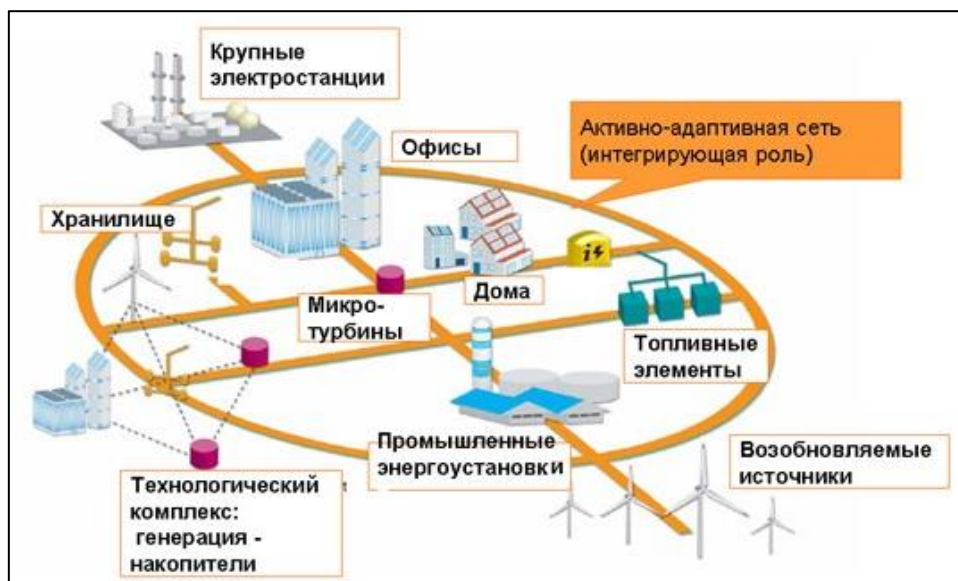 Крупные
электростанции
Офисы
Активно-адаптивная сеть
(интегрирующая роль)
Хранилище
Дома
Микро-
турбины
Топливные
элементы
Промышленные
энергоустановки
Возобновляемые
источники
Технологический
комплекс:
генерация -
накопители